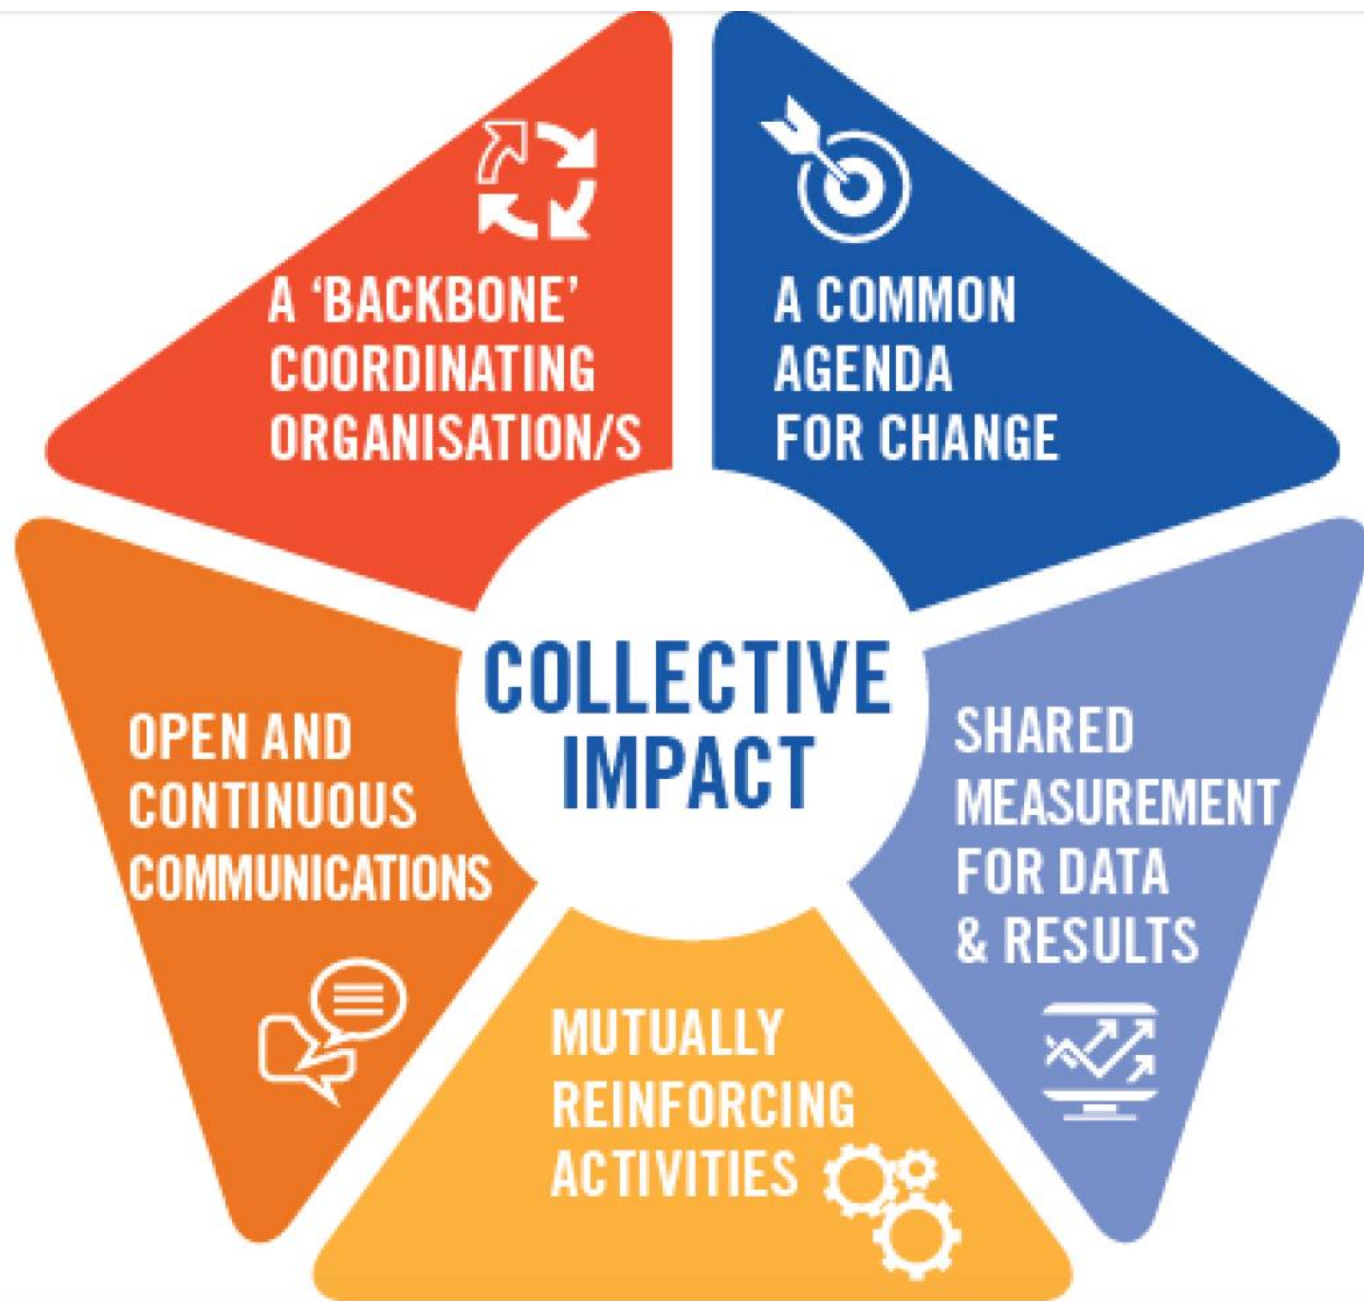 A ‘BACKBONE’
COORDINATING
ORGANISATION/S
A COMMON
AGENDA
FOR CHANGE
COLLECTIVE
IMPACT
OPEN AND
CONTINUOUS
COMMUNICATIONS
SHARED
MEASUREMENT
FOR DATA
& RESULTS
MUTUALLY
REINFORCING
ACTIVITIES